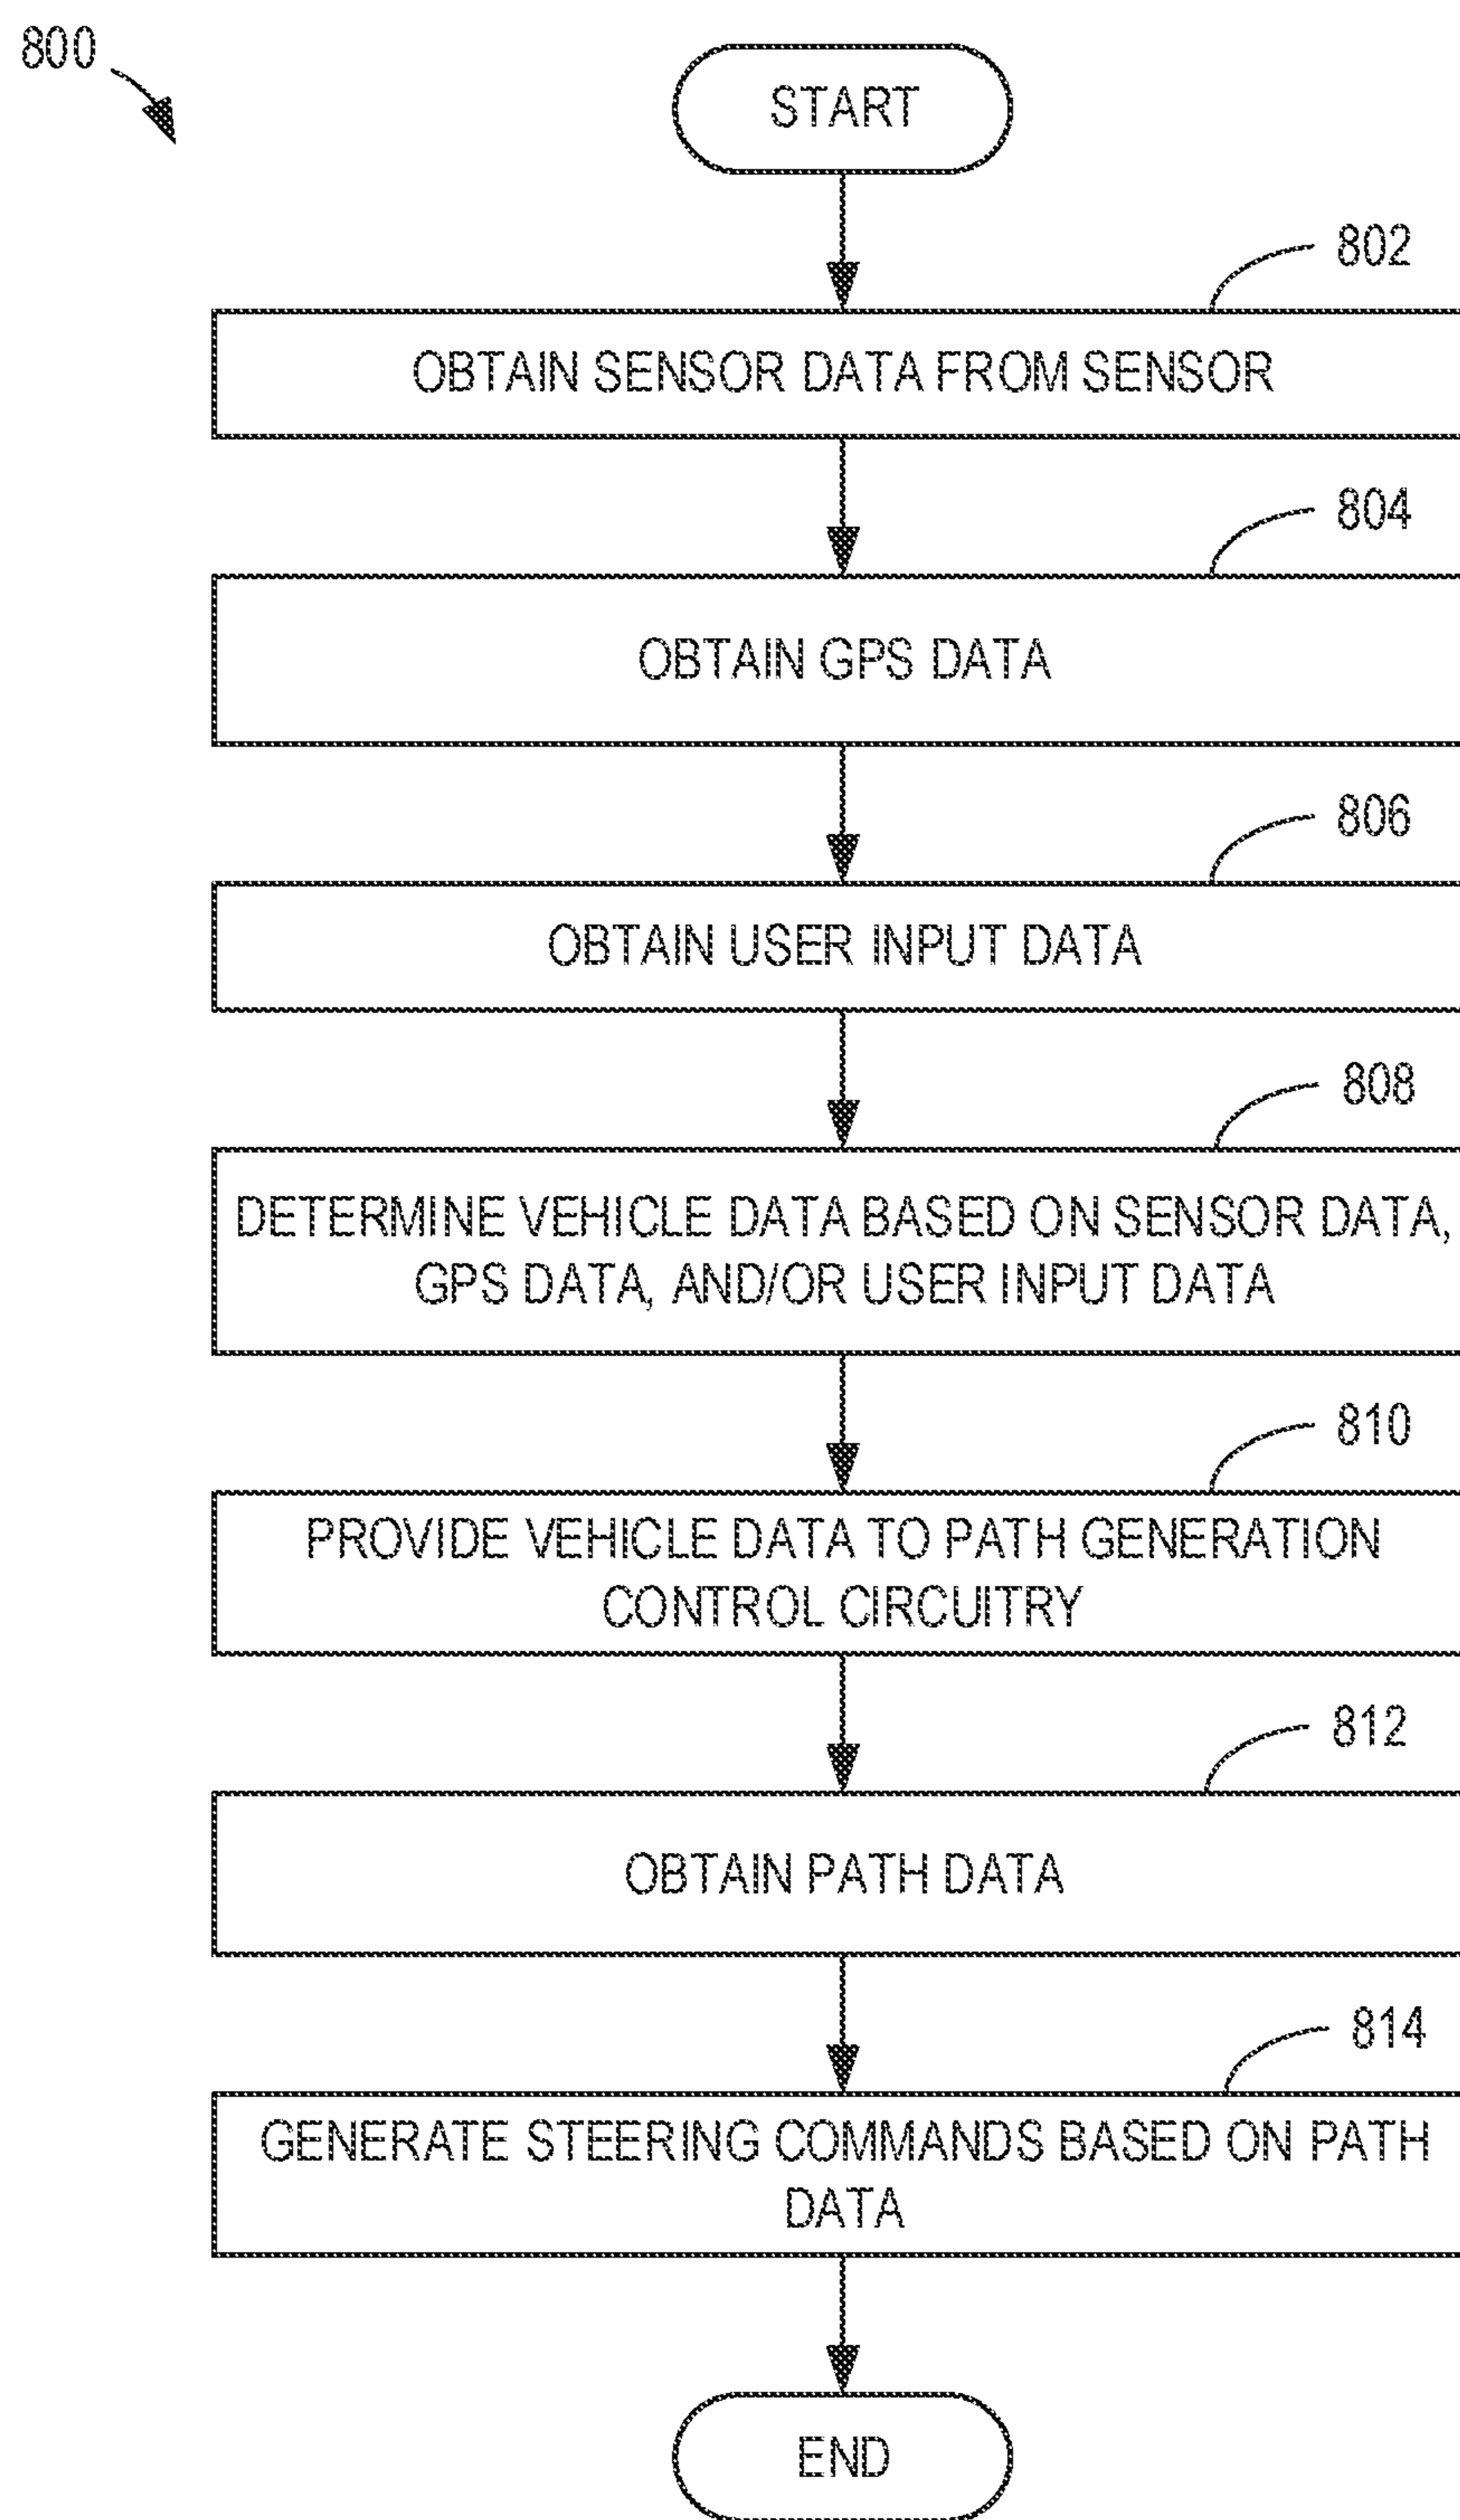 800
START
802
OBTAIN SENSOR DATA FROM SENSOR
804
OBTAIN GPS DATA
806
OBTAIN USER INPUT DATA
808
DETERMINE VEHICLE DATA BASED ON SENSOR DATA,
GPS DATA, AND/OR USER INPUT DATA
810
PROVIDE VEHICLE DATA TO PATH GENERATION
CONTROL CIRCUITRY
812
OBTAIN PATH DATA
814
GENERATE STEERING COMMANDS BASED ON PATH
DATA
END